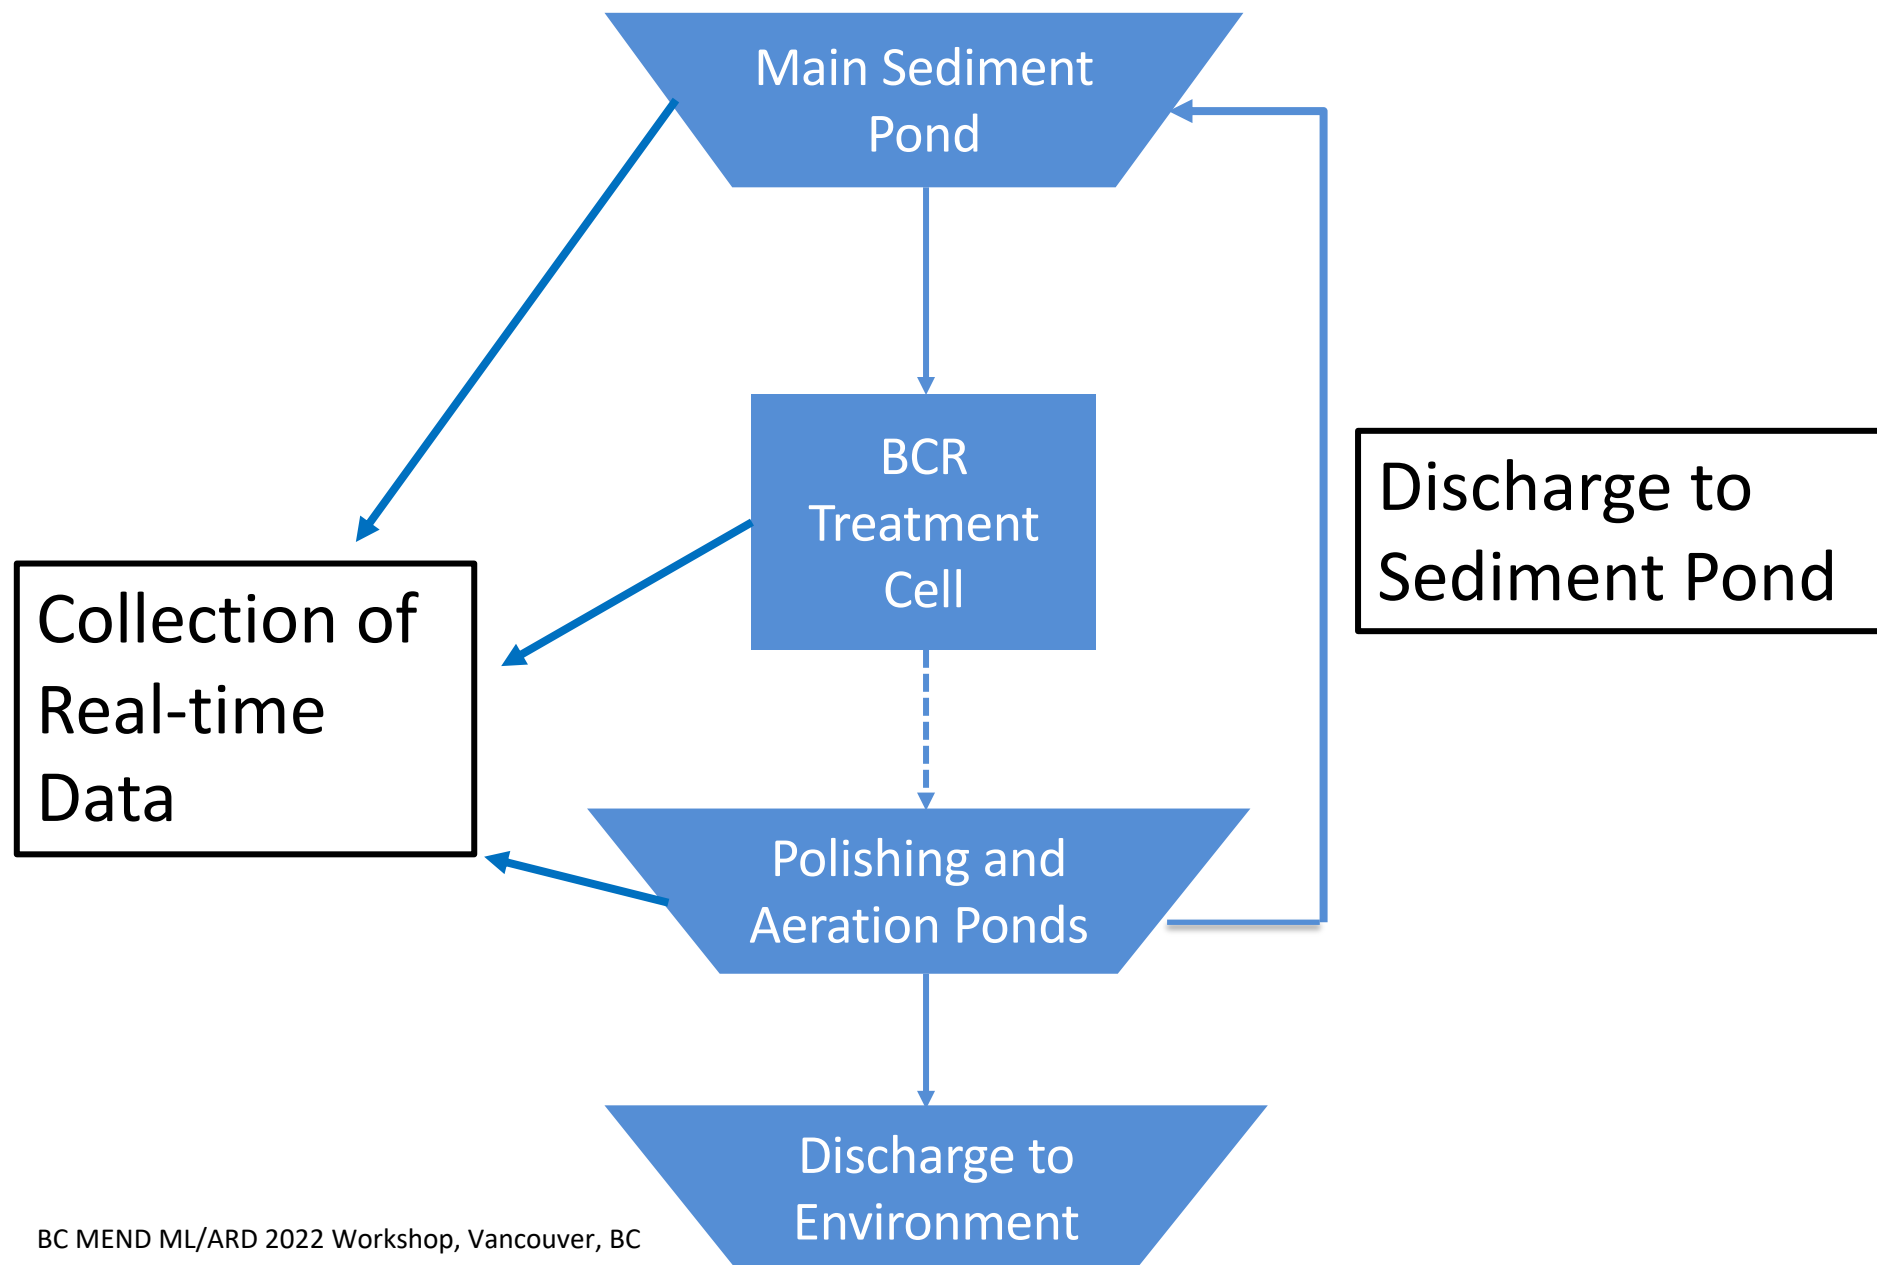 Main Sediment
Pond
BCR
Treatment
Cell
Discharge to
Sediment Pond
Collection of
Real-time
Data
Polishing and
Aeration Ponds
Discharge to
Environment
BC MEND ML/ARD 2022 Workshop, Vancouver, BC